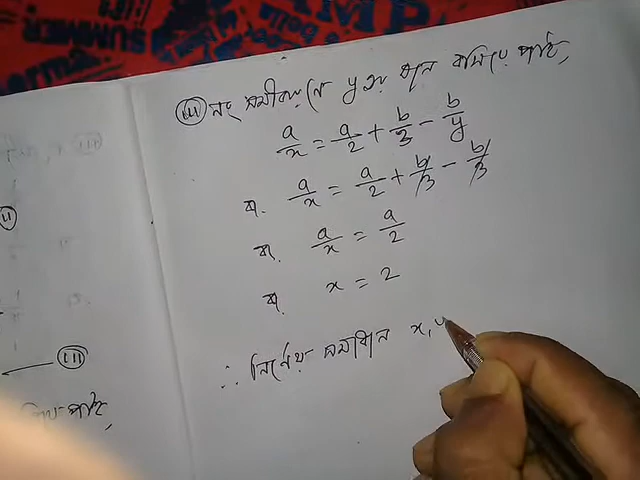 (iii) নং সমীকরণে y এর মান বসিয়ে পাই,
a/x = a/2 + b/3 - b/y
বা, a/x = a/2 + b/3 - b/3
বা, a/x = a/2
বা, x = 2
∴ নির্ণেয় সমাধান x,
(iii)
পাই,